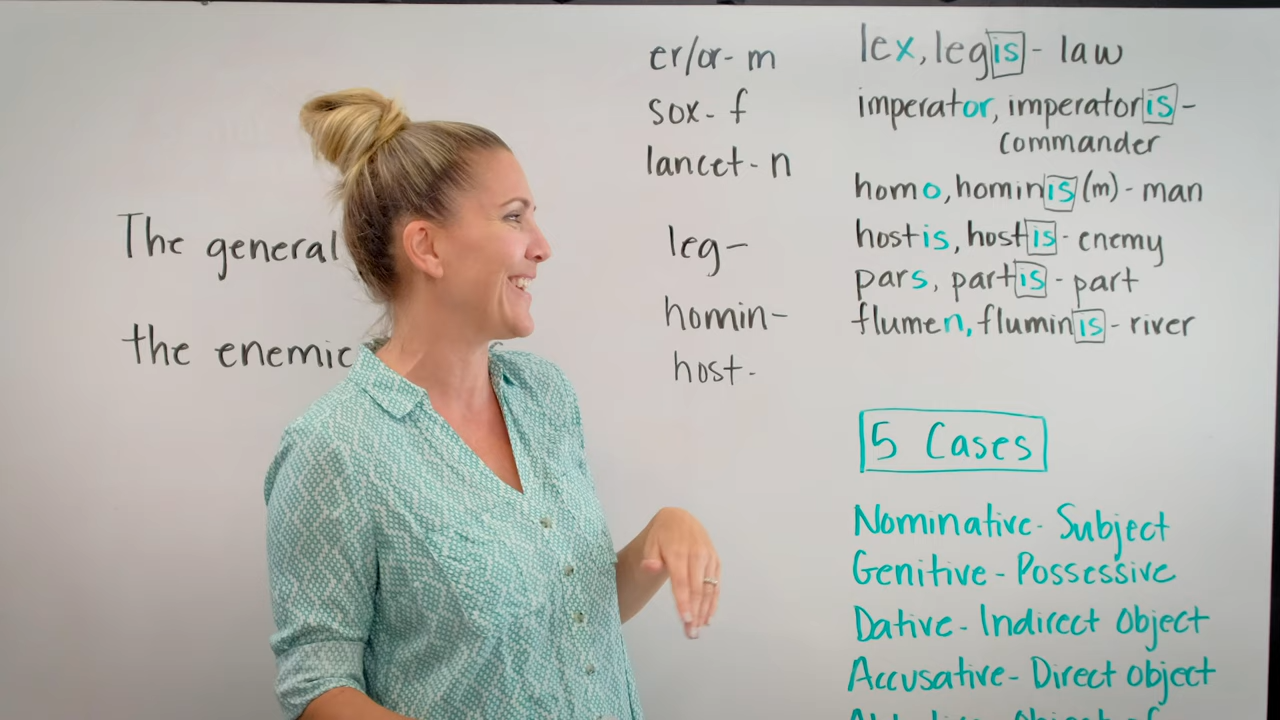 The general
the enemie
er/or- m
sox- f
lancet- n
leg-
homin-
host-
lex, legis - law
imperator, imperatoris -
commander
homo, hominis (m) - man
hostis, hostis - enemy
pars, partis - part
flumen, fluminis - river
5 Cases
Nominative- Subject
Genitive - Possessive
Dative - Indirect Object
Accusative- Direct Object